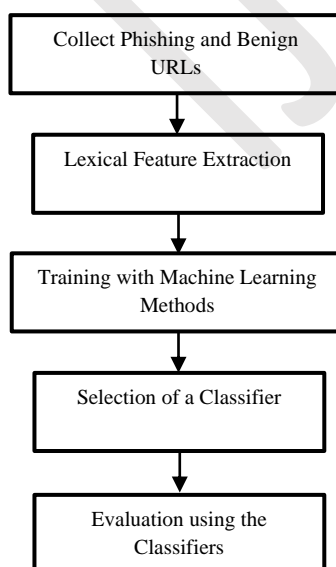 Collect Phishing and Benign
URLs
Lexical Feature Extraction
Training with Machine Learning
Methods
Selection of a Classifier
Evaluation using the
Classifiers